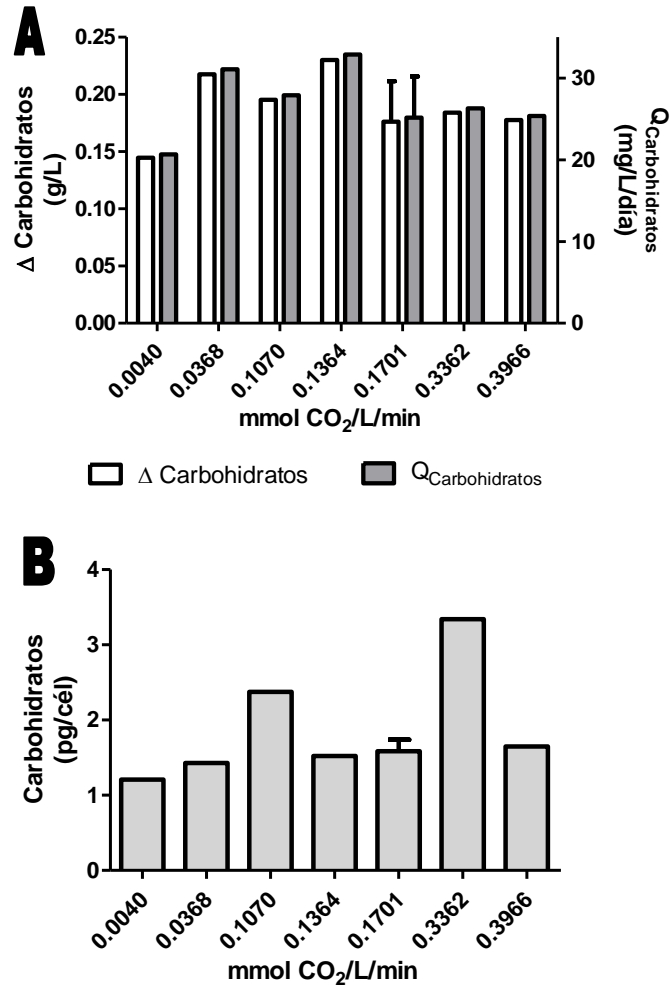 A
Δ Carbohidratos
(g/L)
0.25
0.20
0.15
0.10
0.05
0.00
30
20
10
0
Q Carbohidratos
(mg/L/día)
0.0040
0.0368
0.1070
0.1364
0.1701
0.3362
0.3966
mmol CO₂/L/min
Δ Carbohidratos
Q Carbohidratos
B
Carbohidratos
(pg/cél)
4
3
2
1
0
0.0040
0.0368
0.1070
0.1364
0.1701
0.3362
0.3966
mmol CO₂/L/min